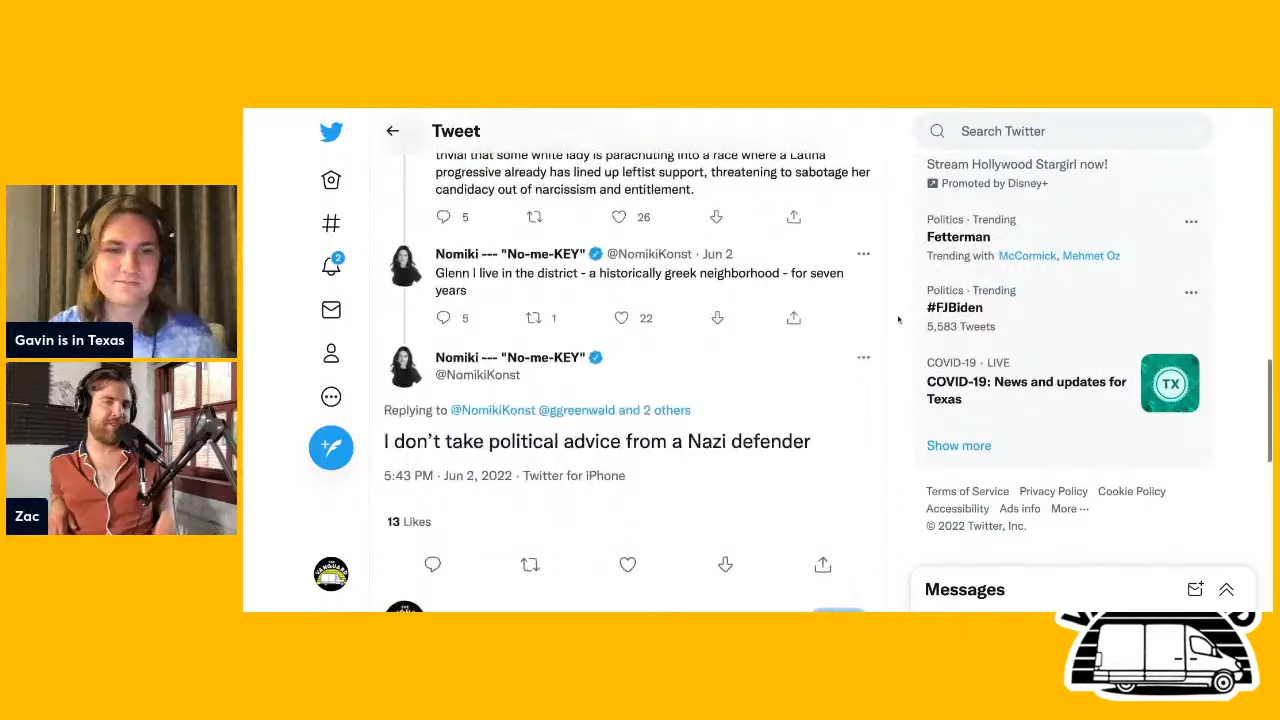 Tweet
trivial that some white lady is parachuting into a race where a Latina
progressive already has lined up leftist support, threatening to sabotage her
candidacy out of narcissism and entitlement.
5
26
Nomiki --- "No-me-KEY" @NomikiKonst · Jun 2
Glenn I live in the district - a historically greek neighborhood - for seven
years
5
1
22
Nomiki --- "No-me-KEY"
@NomikiKonst
Replying to @NomikiKonst @ggreenwald and 2 others
I don't take political advice from a Nazi defender
5:43 PM · Jun 2, 2022 · Twitter for iPhone
13 Likes
2
VANGUARD
Search Twitter
Stream Hollywood Stargirl now!
Promoted by Disney+
Politics · Trending
Fetterman
Trending with McCormick, Mehmet Oz
Politics · Trending
#FJBiden
5,583 Tweets
COVID-19 · LIVE
COVID-19: News and updates for
Texas
TX
Show more
Terms of Service Privacy Policy Cookie Policy
Accessibility Ads info More ···
© 2022 Twitter, Inc.
Messages
Gavin is in Texas
Zac